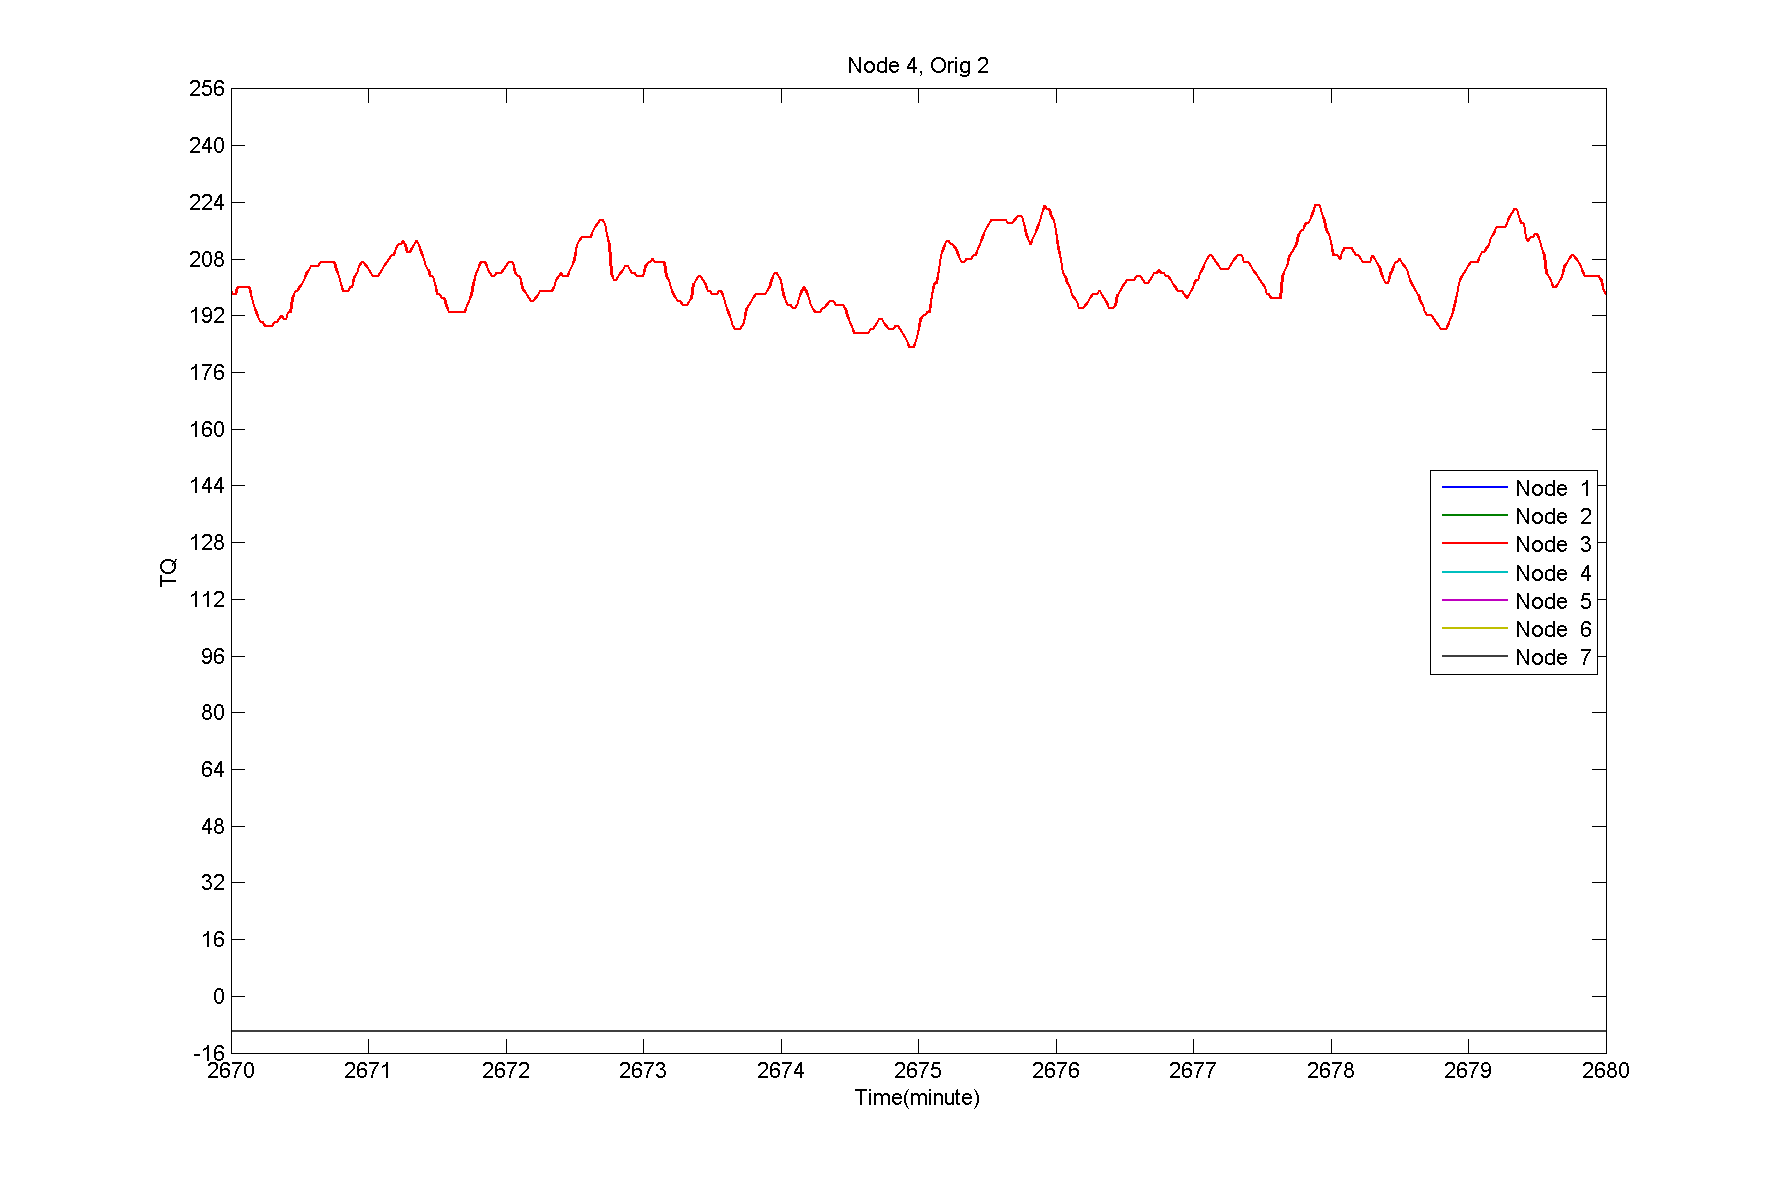 Node 4, Orig 2
256
240
224
208
192
176
160
144
128
112
96
80
64
48
32
16
0
-16
TQ
Node 1
Node 2
Node 3
Node 4
Node 5
Node 6
Node 7
2670 2671 2672 2673 2674 2675 2676 2677 2678 2679 2680
Time(minute)